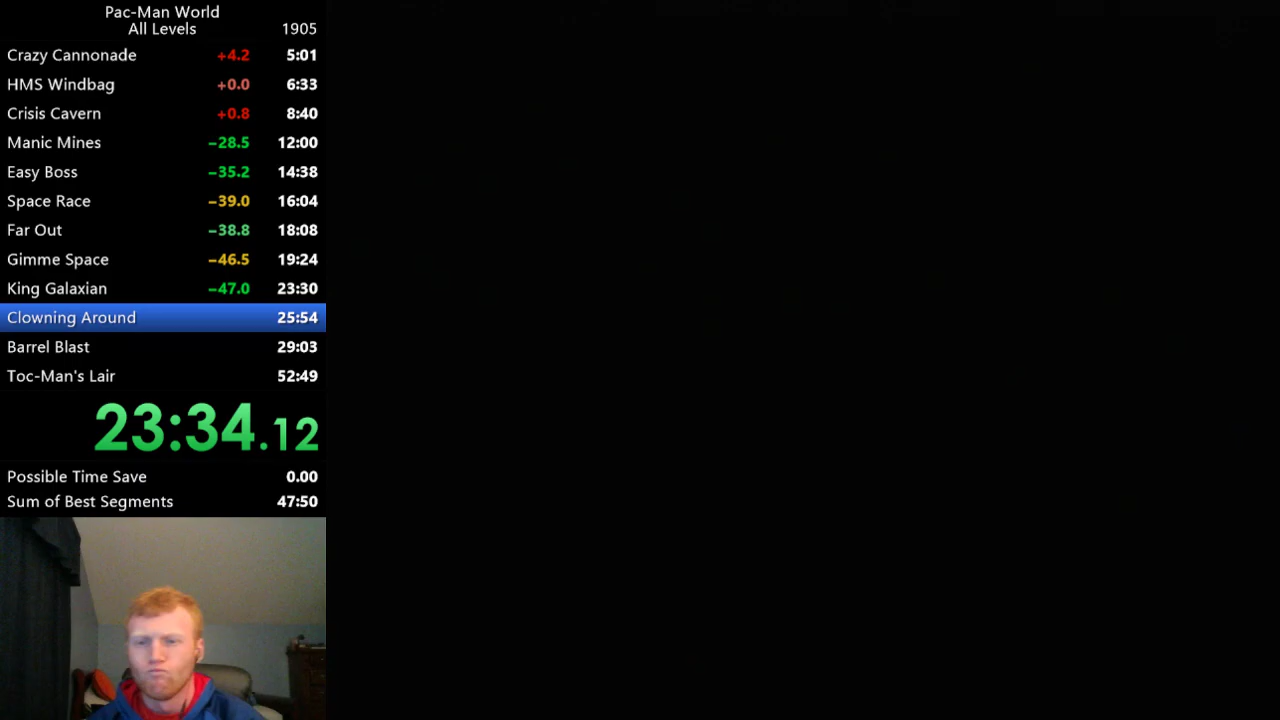 Pac-Man World
All Levels 1905
Crazy Cannonade +4.2 5:01
HMS Windbag +0.0 6:33
Crisis Cavern +0.8 8:40
Manic Mines −28.5 12:00
Easy Boss −35.2 14:38
Space Race −39.0 16:04
Far Out −38.8 18:08
Gimme Space −46.5 19:24
King Galaxian −47.0 23:30
Clowning Around 25:54
Barrel Blast 29:03
Toc-Man's Lair 52:49
23:34.12
Possible Time Save 0.00
Sum of Best Segments 47:50